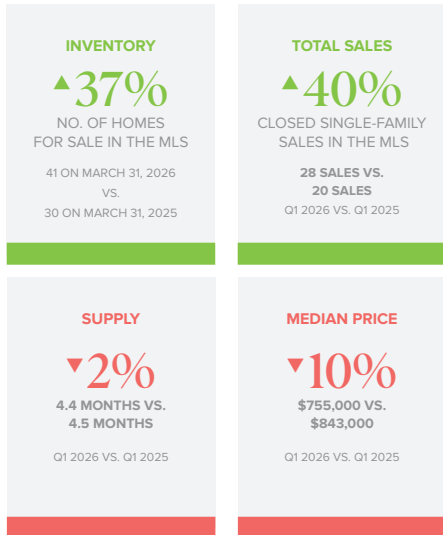 INVENTORY
▲37%
NO. OF HOMES
FOR SALE IN THE MLS
41 ON MARCH 31, 2026
VS.
30 ON MARCH 31, 2025
TOTAL SALES
▲40%
CLOSED SINGLE-FAMILY
SALES IN THE MLS
28 SALES VS.
20 SALES
Q1 2026 VS. Q1 2025
SUPPLY
▼2%
4.4 MONTHS VS.
4.5 MONTHS
Q1 2026 VS. Q1 2025
MEDIAN PRICE
▼10%
$755,000 VS.
$843,000
Q1 2026 VS. Q1 2025